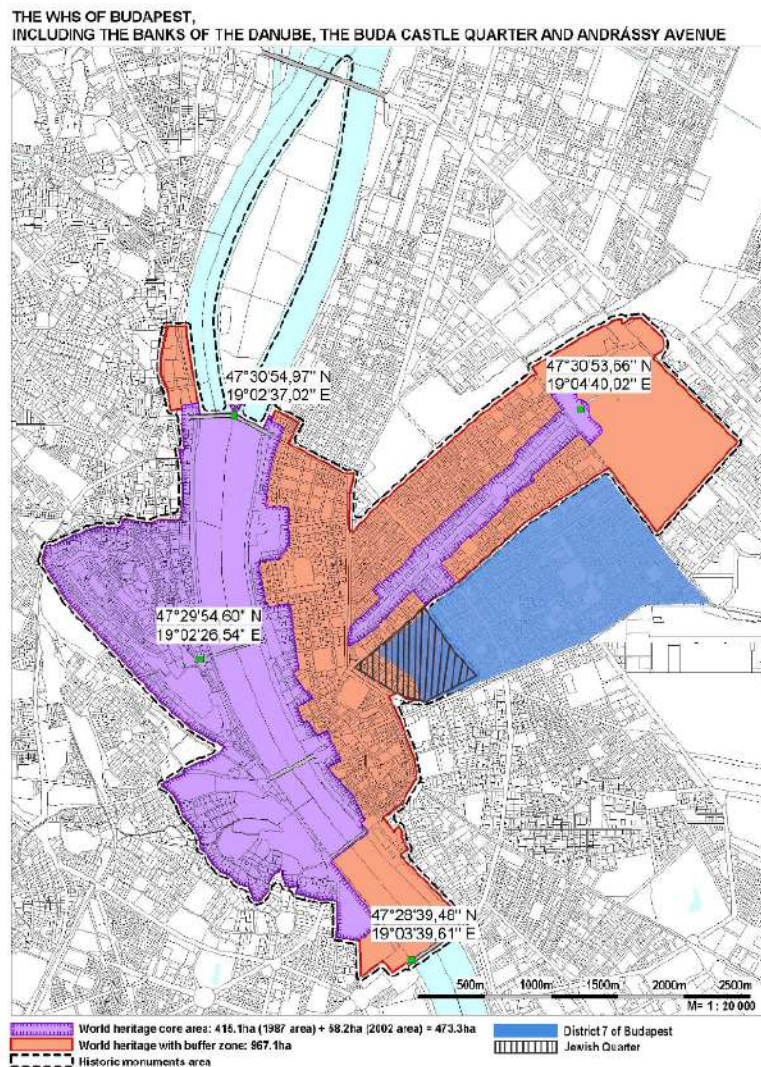 THE WHS OF BUDAPEST,
INCLUDING THE BANKS OF THE DANUBE, THE BUDA CASTLE QUARTER AND ANDRÁSSY AVENUE
47°30'54,97" N
19°02'37,02" E
47°30'53,66" N
19°04'40,02" E
47°29'54,60" N
19°02'26,54" E
47°28'39,48" N
19°03'39,61" E
500m 1000m 1500m 2000m 2500m
M= 1 : 20 000
World heritage core area: 415.1ha (1987 area) + 58.2ha (2002 area) = 473.3ha
World heritage with buffer zone: 967.1ha
Historic monuments area
District 7 of Budapest
Jewish Quarter